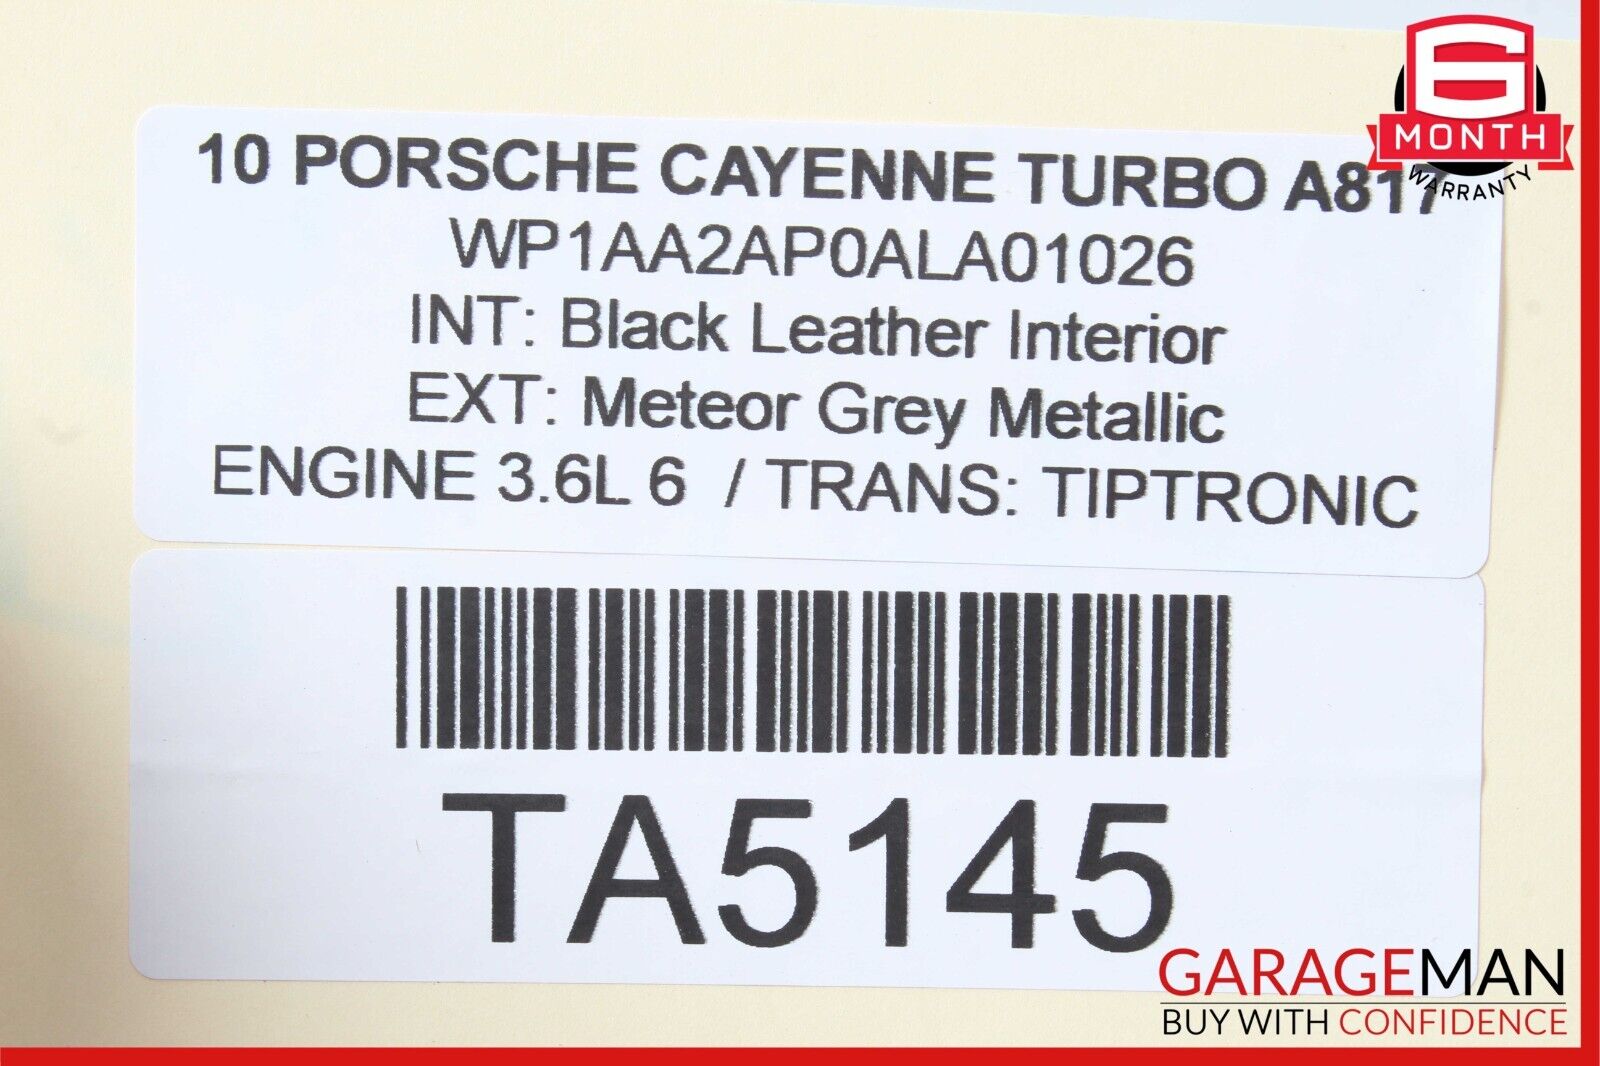 6
MONTH
WARRANTY
10 PORSCHE CAYENNE TURBO A817
WP1AA2AP0ALA01026
INT: Black Leather Interior
EXT: Meteor Grey Metallic
ENGINE 3.6L 6 / TRANS: TIPTRONIC
TA5145
GARAGEMAN
BUY WITH CONFIDENCE